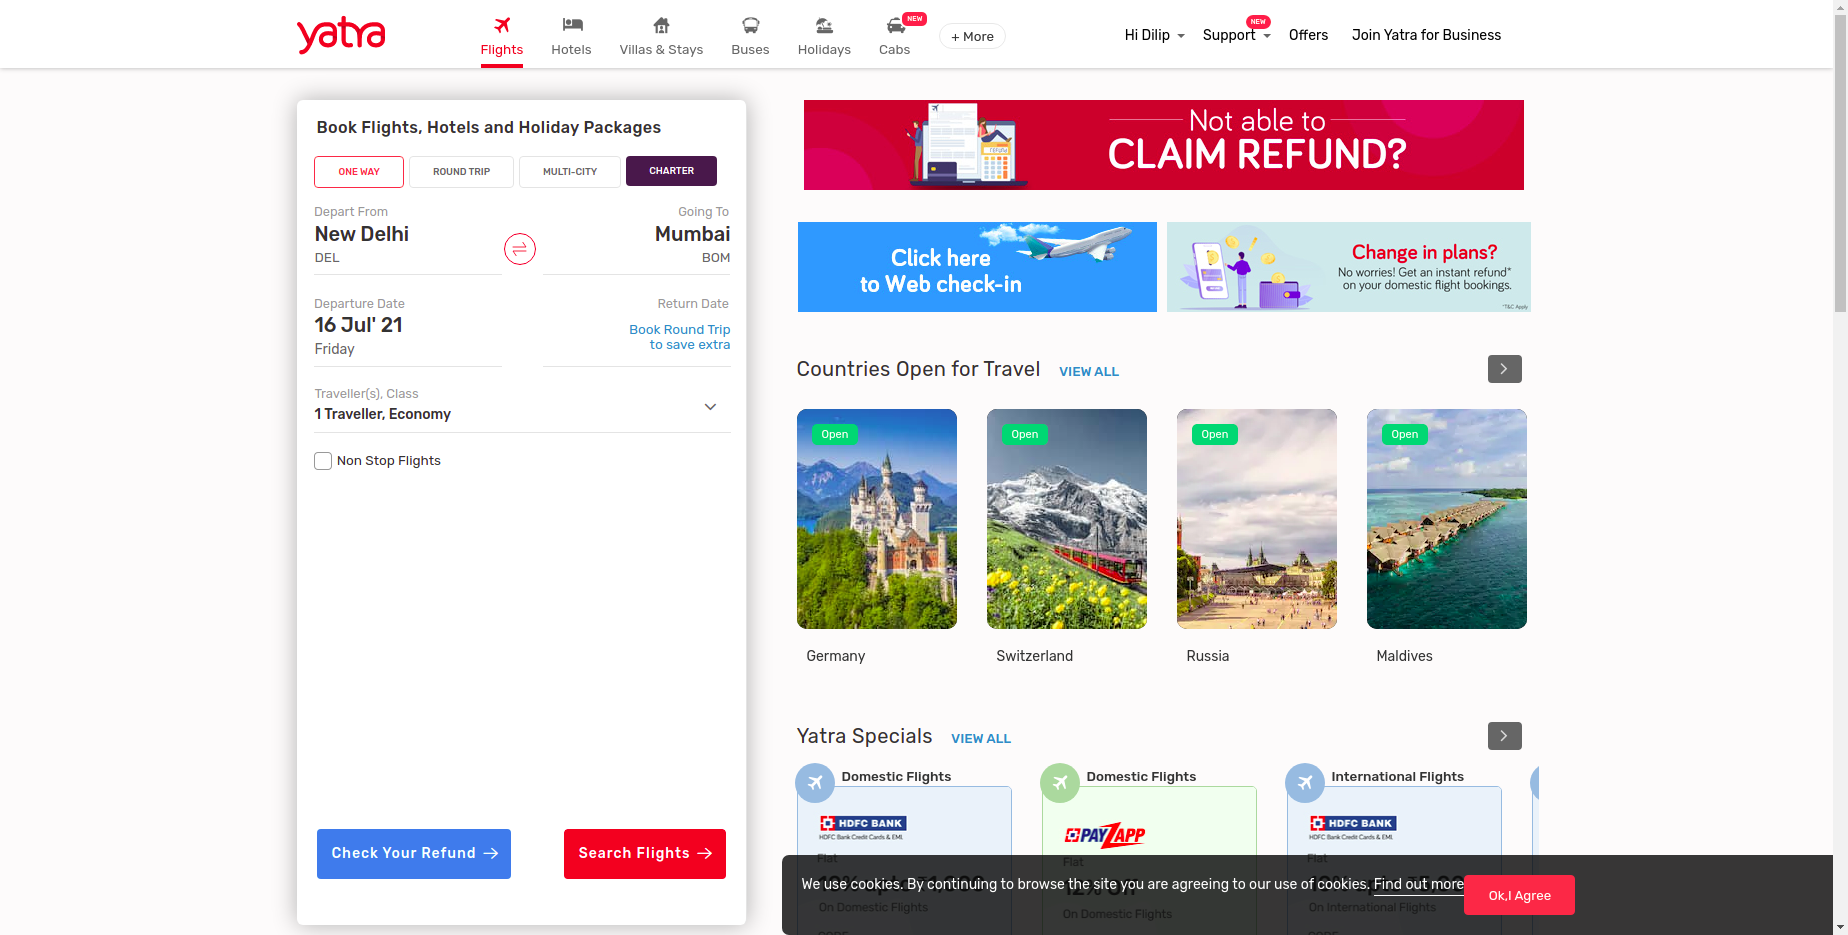 yatra
Flights
Hotels
Villas & Stays
Buses
Holidays
NEW
Cabs
+ More
Hi Dilip
NEW
Support
Offers
Join Yatra for Business
Book Flights, Hotels and Holiday Packages
ONE WAY
ROUND TRIP
MULTI-CITY
CHARTER
Depart From
New Delhi
DEL
Going To
Mumbai
BOM
Departure Date
16 Jul' 21
Friday
Return Date
Book Round Trip
to save extra
Traveller(s), Class
1 Traveller, Economy
Non Stop Flights
Check Your Refund
Search Flights
Not able to
CLAIM REFUND?
refund
Click here
to Web check-in
Change in plans?
No worries! Get an instant refund*
on your domestic flight bookings.
*T&C Apply
Countries Open for Travel
VIEW ALL
Open
Open
Open
Open
Germany
Switzerland
Russia
Maldives
Yatra Specials
VIEW ALL
Domestic Flights
HDFC BANK
HDFC Bank Credit Cards & EMI.
Flat
On Domestic Flights
Domestic Flights
PAYZAPP
Flat
12% Off
On Domestic Flights
International Flights
HDFC BANK
HDFC Bank Credit Cards & EMI.
Flat
On International Flights
We use cookies. By continuing to browse the site you are agreeing to our use of cookies. Find out more
Ok,I Agree